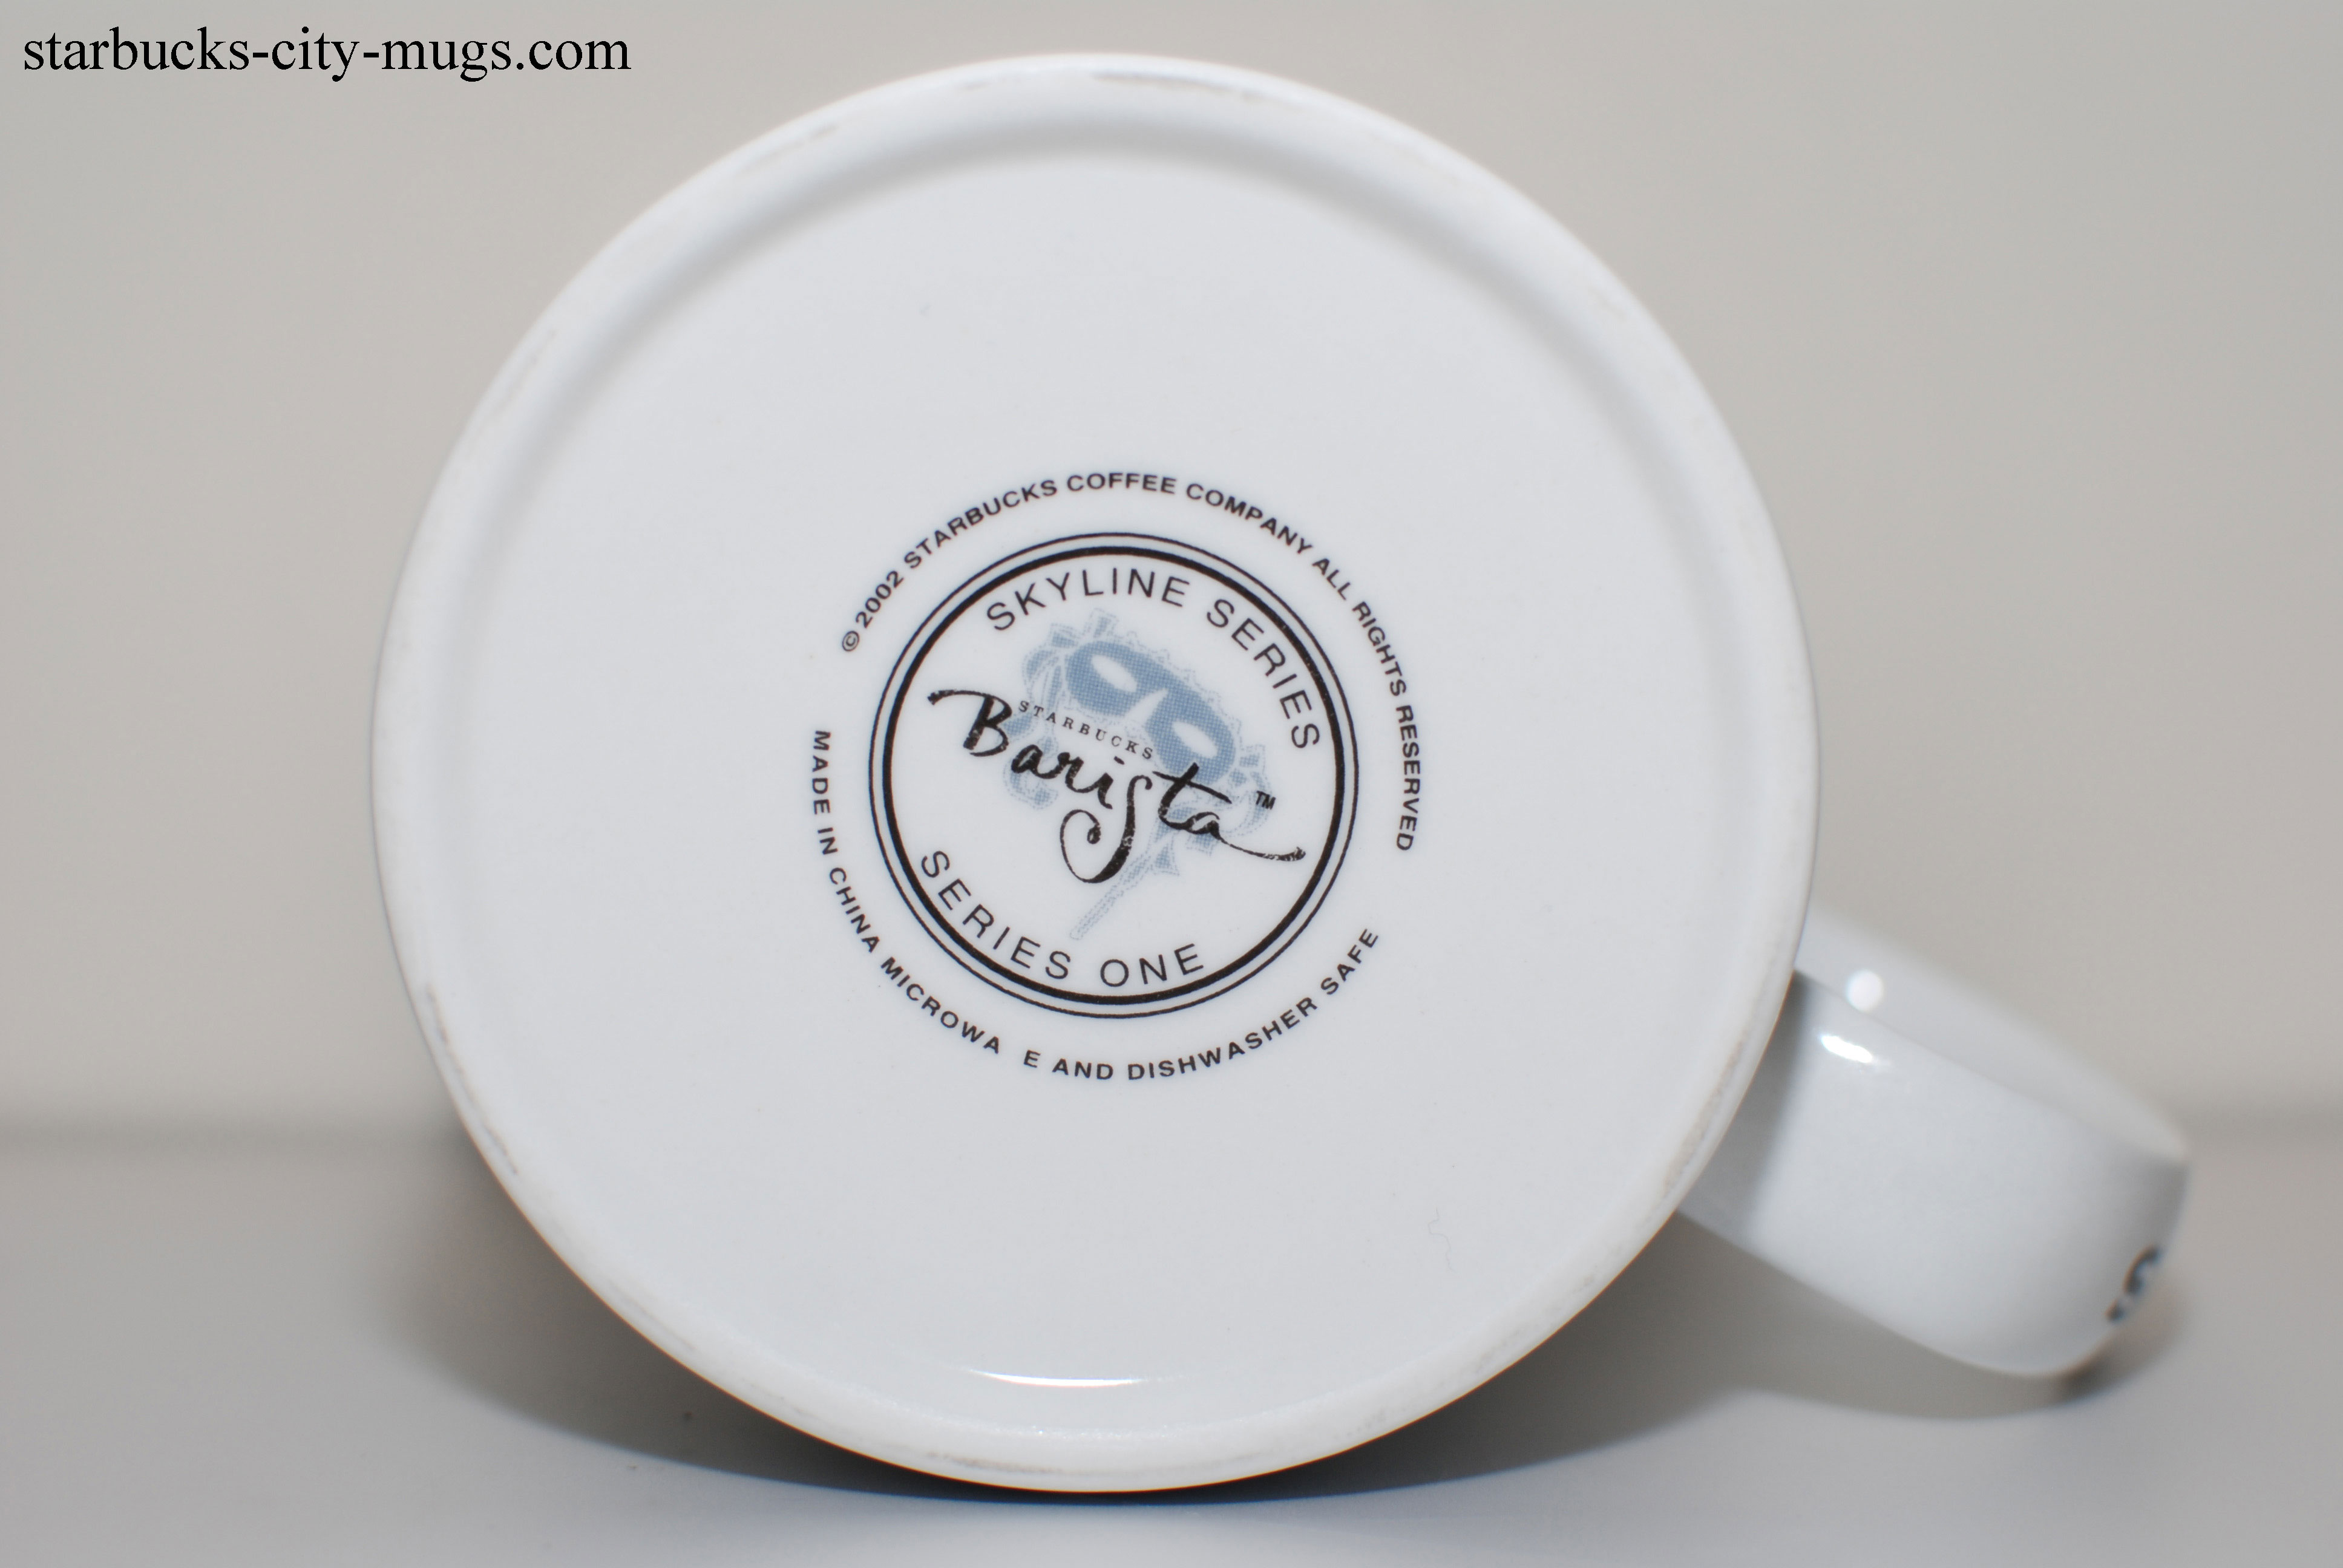 starbucks-city-mugs.com
©2002 STARBUCKS COFFEE COMPANY ALL RIGHTS RESERVED
SKYLINE SERIES
STARBUCKS
Barista™
SERIES ONE
MADE IN CHINA MICROWA E AND DISHWASHER SAFE